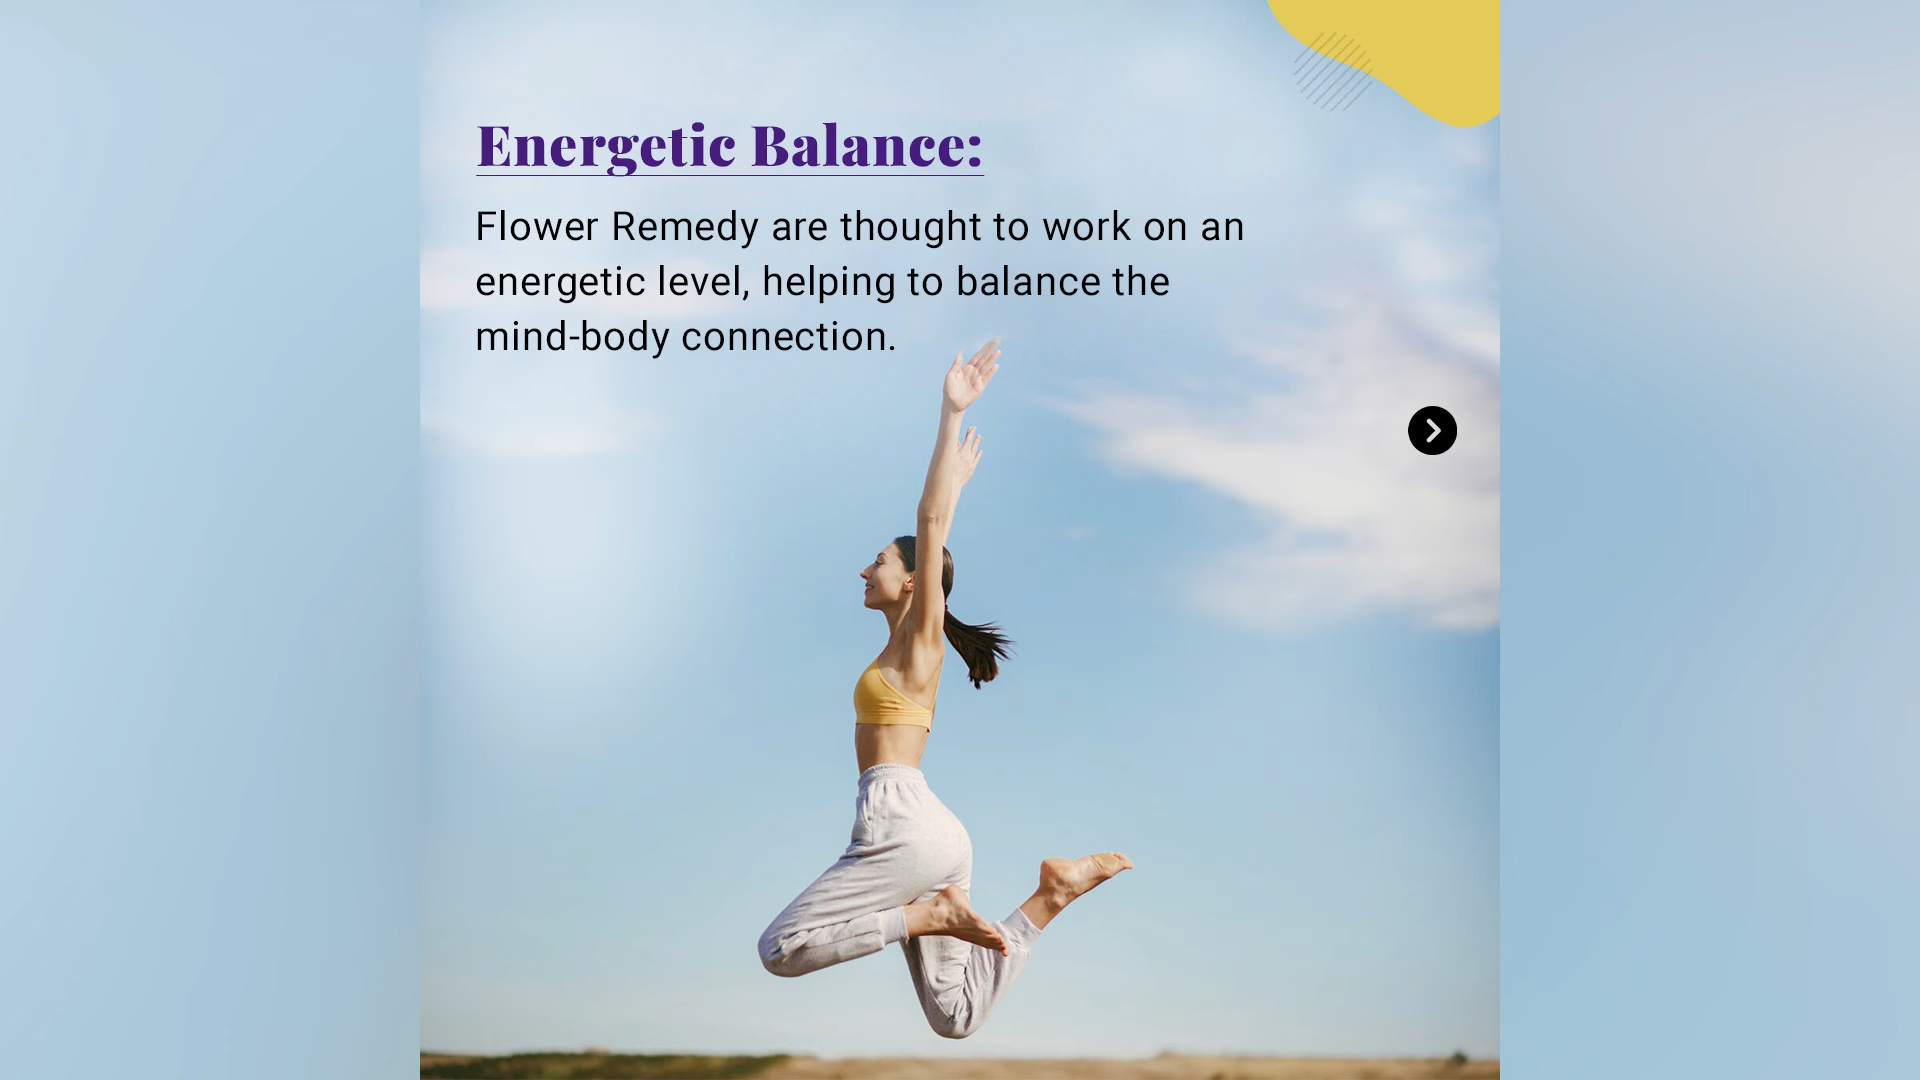 Energetic Balance:
Flower Remedy are thought to work on an
energetic level, helping to balance the
mind-body connection.